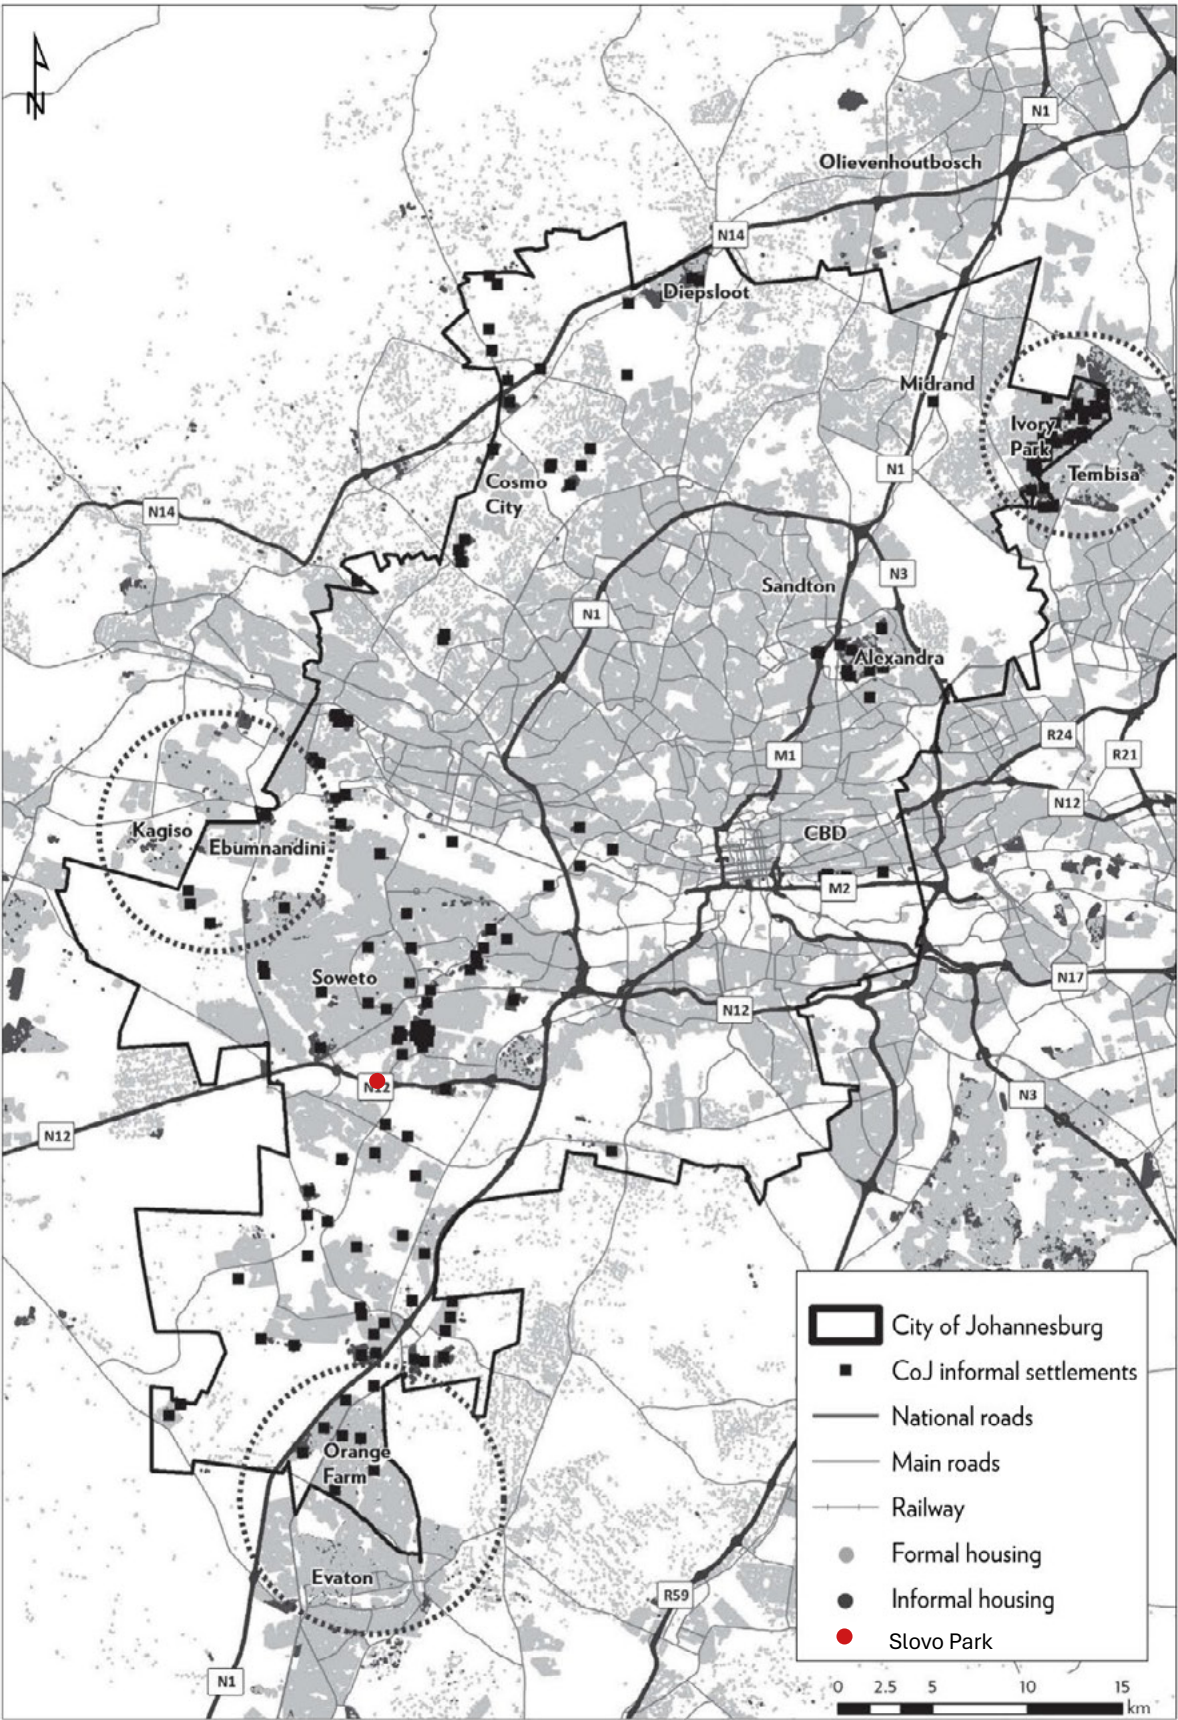 N
N1
Olievenhoutbosch
N14
Diepsloot
Midrand
Ivory
Park
N1
Tembisa
Cosmo
City
N14
Sandton
N3
N1
Alexandra
R24
M1
R21
N12
CBD
Kagiso
Ebumnandini
M2
Soweto
N17
N12
N12
N3
N12
Orange
Farm
Evaton
R59
N1
City of Johannesburg
CoJ informal settlements
National roads
Main roads
Railway
Formal housing
Informal housing
Slovo Park
0 2.5 5 10 15
km